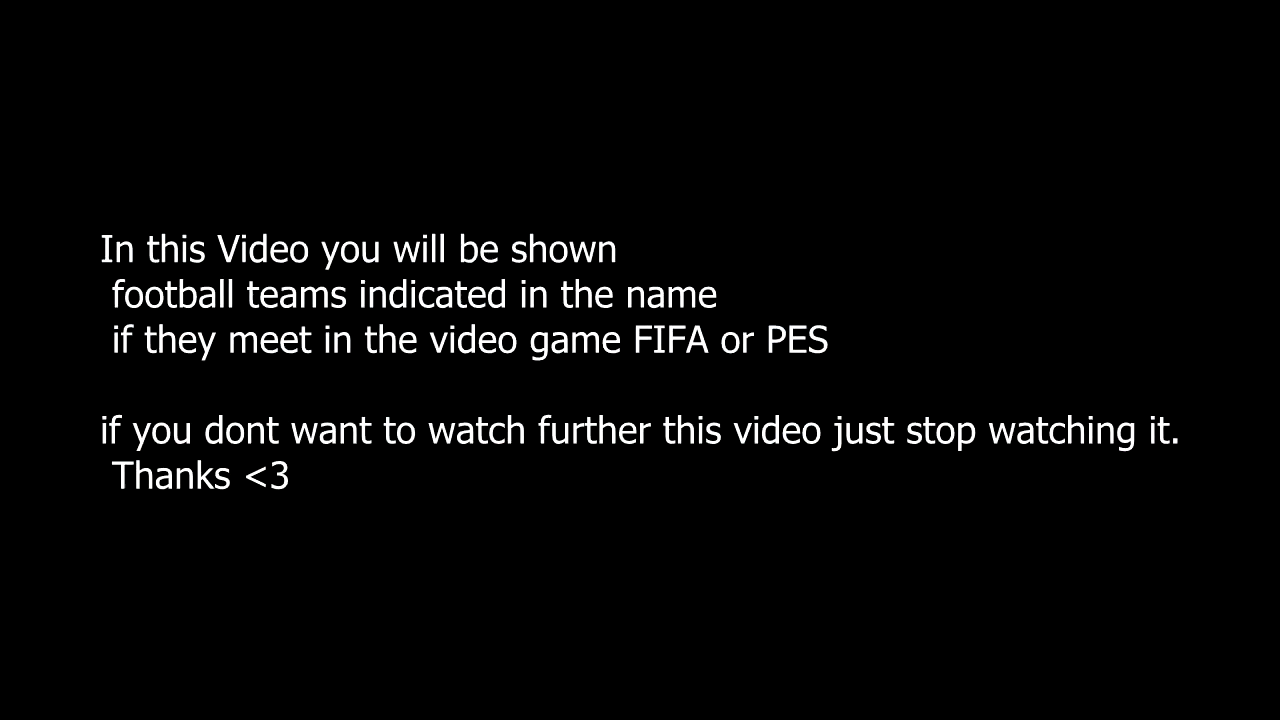 In this Video you will be shown
football teams indicated in the name
if they meet in the video game FIFA or PES
if you dont want to watch further this video just stop watching it.
Thanks <3